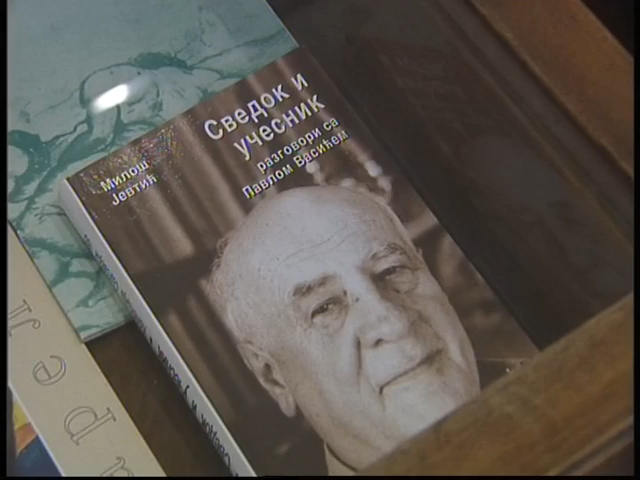 Милош
Јевтић
Сведок и
учесник
разговори са
Павлом Васићем